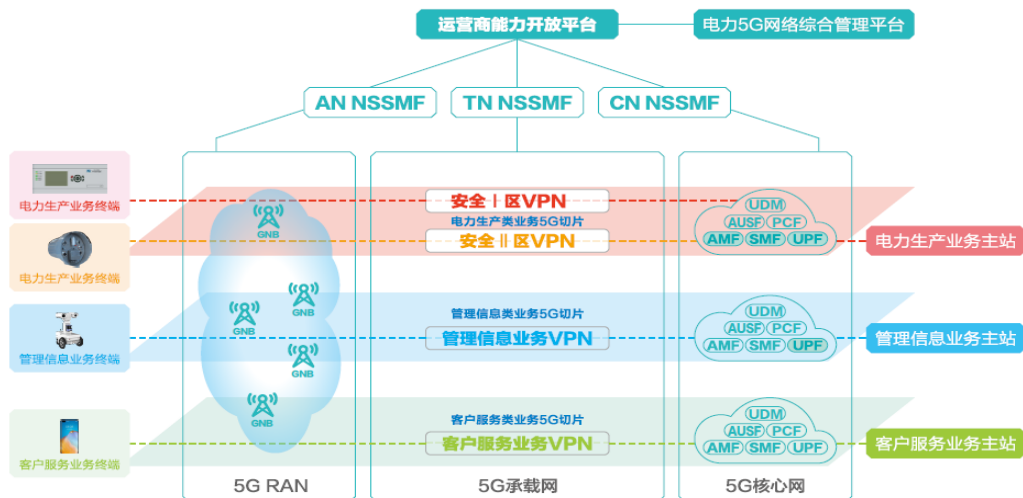 运营商能力开放平台
电力5G网络综合管理平台
AN NSSMF
TN NSSMF
CN NSSMF
电力生产业务终端
GNB
安全Ⅰ区VPN
电力生产类业务5G切片
安全Ⅱ区VPN
UDM
AUSF PCF
AMF SMF UPF
电力生产业务主站
电力生产业务终端
GNB
GNB
管理信息类业务5G切片
管理信息业务VPN
UDM
AUSF PCF
AMF SMF UPF
管理信息业务主站
管理信息业务终端
GNB
GNB
客户服务类业务5G切片
客户服务业务VPN
UDM
AUSF PCF
AMF SMF UPF
客户服务业务主站
客户服务业务终端
5G RAN
5G承载网
5G核心网